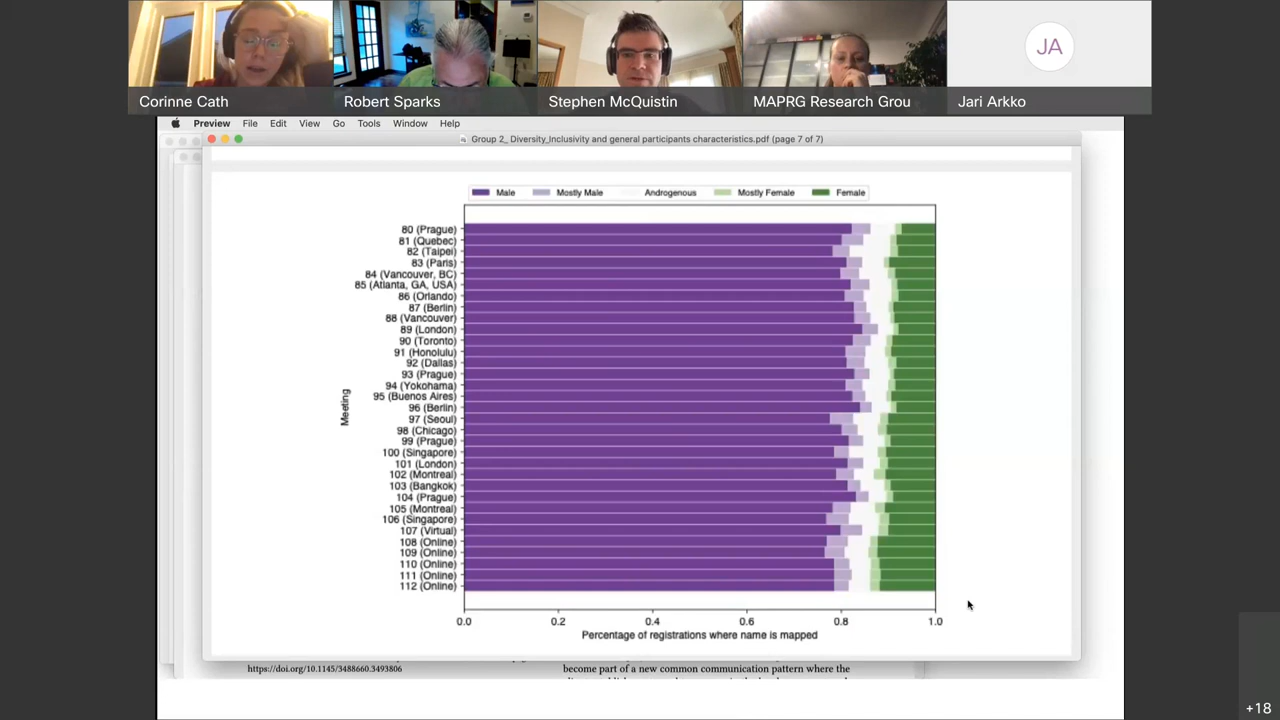 JA
Corinne Cath
Robert Sparks
Stephen McQuistin
MAPRG Research Grou
Jari Arkko
Preview File Edit View Go Tools Window Help
Group 2_ Diversity_Inclusivity and general participants characteristics.pdf (page 7 of 7)
Male Mostly Male Androgenous Mostly Female Female
80 (Prague)
81 (Quebec)
82 (Taipei)
83 (Paris)
84 (Vancouver, BC)
85 (Atlanta, GA, USA)
86 (Orlando)
87 (Berlin)
88 (Vancouver)
89 (London)
90 (Toronto)
91 (Honolulu)
92 (Dallas)
93 (Prague)
94 (Yokohama)
95 (Buenos Aires)
96 (Berlin)
97 (Seoul)
98 (Chicago)
99 (Prague)
100 (Singapore)
101 (London)
102 (Montreal)
103 (Bangkok)
104 (Prague)
105 (Montreal)
106 (Singapore)
107 (Virtual)
108 (Online)
109 (Online)
110 (Online)
111 (Online)
112 (Online)
Meeting
0.0 0.2 0.4 0.6 0.8 1.0
Percentage of registrations where name is mapped
https://doi.org/10.1145/3488660.3493806
become part of a new common communication pattern where the
+18